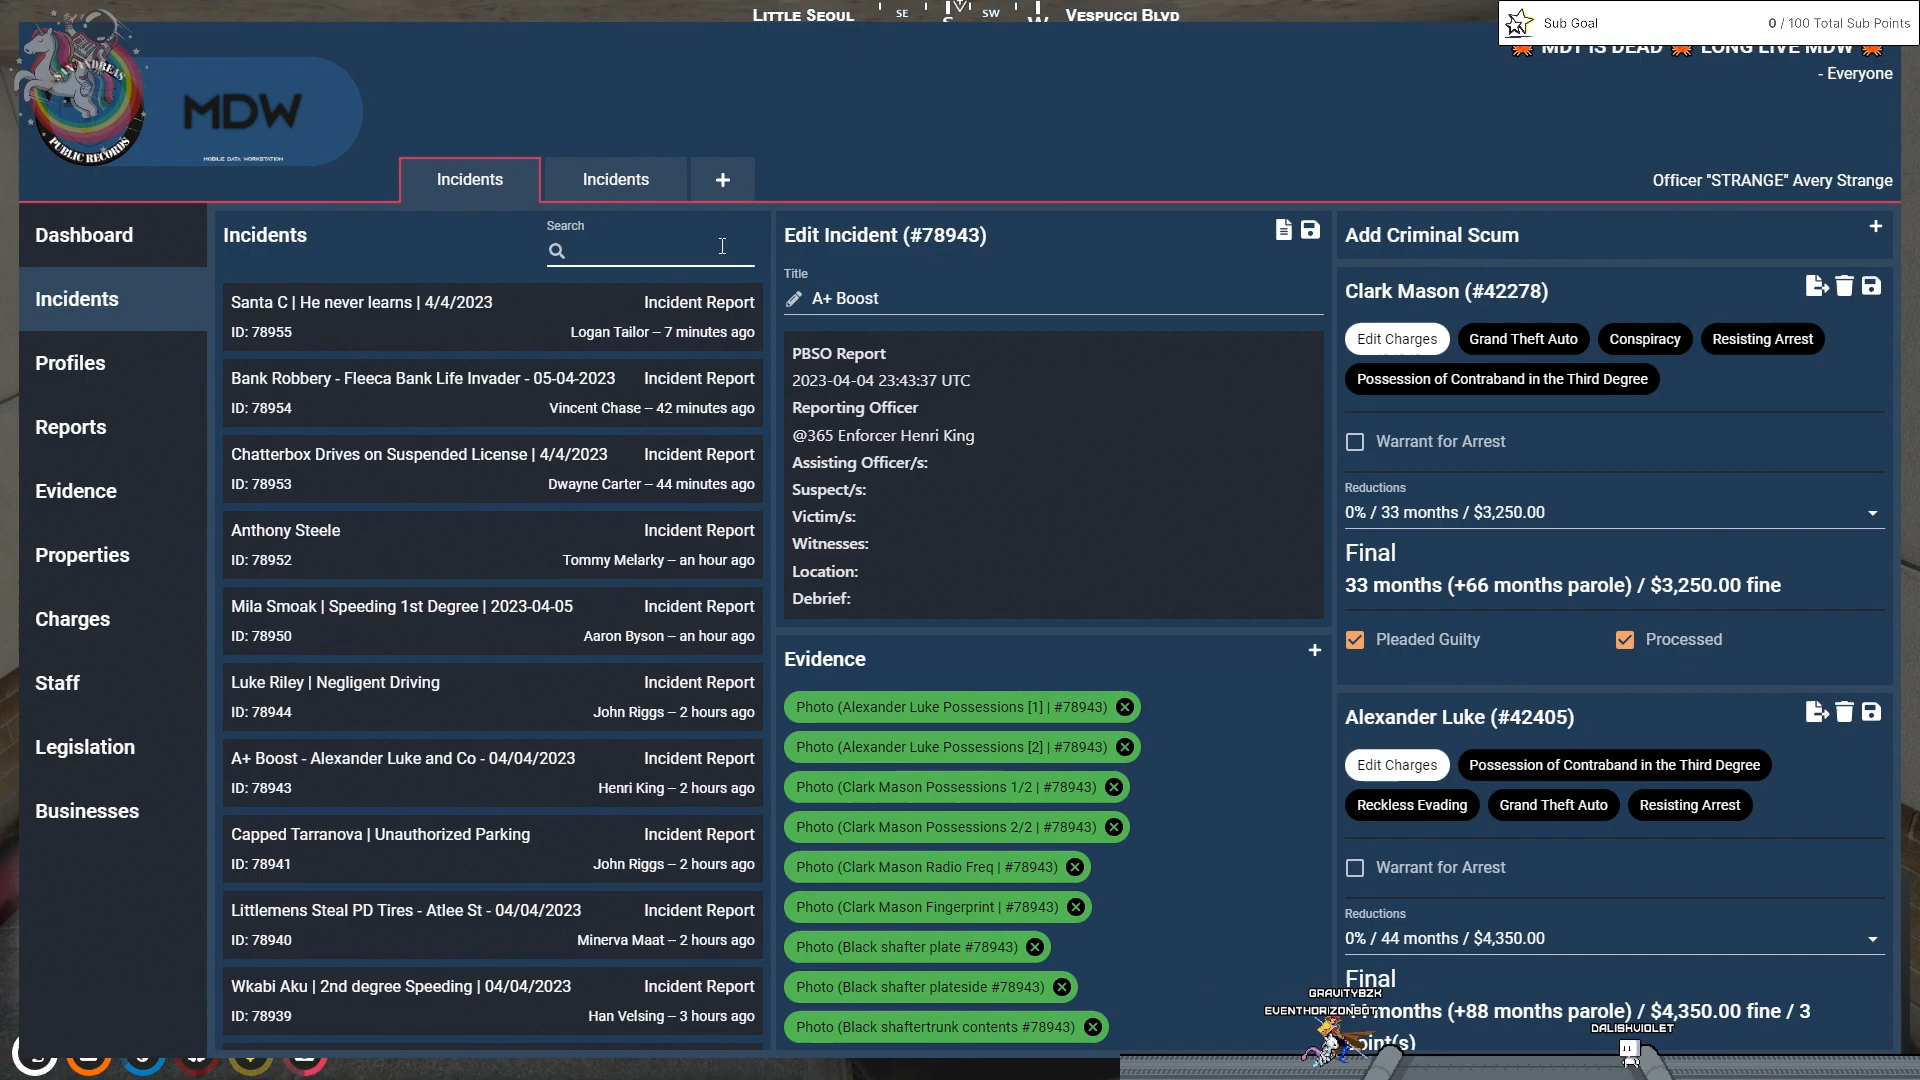 Little Seoul
SE
S
SW
W
Vespucci Blvd
Sub Goal
0 / 100 Total Sub Points
MDT IS DEAD
LONG LIVE MDW
- Everyone
SAN ANDREAS
PUBLIC RECORDS
MDW
MOBILE DATA WORKSTATION
Incidents
Incidents
+
Officer "STRANGE" Avery Strange
Dashboard
Incidents
Profiles
Reports
Evidence
Properties
Charges
Staff
Legislation
Businesses
Incidents
Search
Santa C | He never learns | 4/4/2023
Incident Report
ID: 78955
Logan Tailor – 7 minutes ago
Bank Robbery - Fleeca Bank Life Invader - 05-04-2023
Incident Report
ID: 78954
Vincent Chase – 42 minutes ago
Chatterbox Drives on Suspended License | 4/4/2023
Incident Report
ID: 78953
Dwayne Carter – 44 minutes ago
Anthony Steele
Incident Report
ID: 78952
Tommy Melarky – an hour ago
Mila Smoak | Speeding 1st Degree | 2023-04-05
Incident Report
ID: 78950
Aaron Byson – an hour ago
Luke Riley | Negligent Driving
Incident Report
ID: 78944
John Riggs – 2 hours ago
A+ Boost - Alexander Luke and Co - 04/04/2023
Incident Report
ID: 78943
Henri King – 2 hours ago
Capped Tarranova | Unauthorized Parking
Incident Report
ID: 78941
John Riggs – 2 hours ago
Littlemens Steal PD Tires - Atlee St - 04/04/2023
Incident Report
ID: 78940
Minerva Maat – 2 hours ago
Wkabi Aku | 2nd degree Speeding | 04/04/2023
Incident Report
ID: 78939
Han Velsing – 3 hours ago
Edit Incident (#78943)
Title
A+ Boost
PBSO Report
2023-04-04 23:43:37 UTC
Reporting Officer
@365 Enforcer Henri King
Assisting Officer/s:
Suspect/s:
Victim/s:
Witnesses:
Location:
Debrief:
Evidence
+
Photo (Alexander Luke Possessions [1] | #78943)
Photo (Alexander Luke Possessions [2] | #78943)
Photo (Clark Mason Possessions 1/2 | #78943)
Photo (Clark Mason Possessions 2/2 | #78943)
Photo (Clark Mason Radio Freq | #78943)
Photo (Clark Mason Fingerprint | #78943)
Photo (Black shafter plate #78943)
Photo (Black shafter plateside #78943)
Photo (Black shaftertrunk contents #78943)
Add Criminal Scum
+
Clark Mason (#42278)
Edit Charges
Grand Theft Auto
Conspiracy
Resisting Arrest
Possession of Contraband in the Third Degree
Warrant for Arrest
Reductions
0% / 33 months / $3,250.00
Final
33 months (+66 months parole) / $3,250.00 fine
Pleaded Guilty
Processed
Alexander Luke (#42405)
Edit Charges
Possession of Contraband in the Third Degree
Reckless Evading
Grand Theft Auto
Resisting Arrest
Warrant for Arrest
Reductions
0% / 44 months / $4,350.00
Final
months (+88 months parole) / $4,350.00 fine / 3
GRAVITYBZK
EVENTHORIZONBOT
DALISHVIOLET